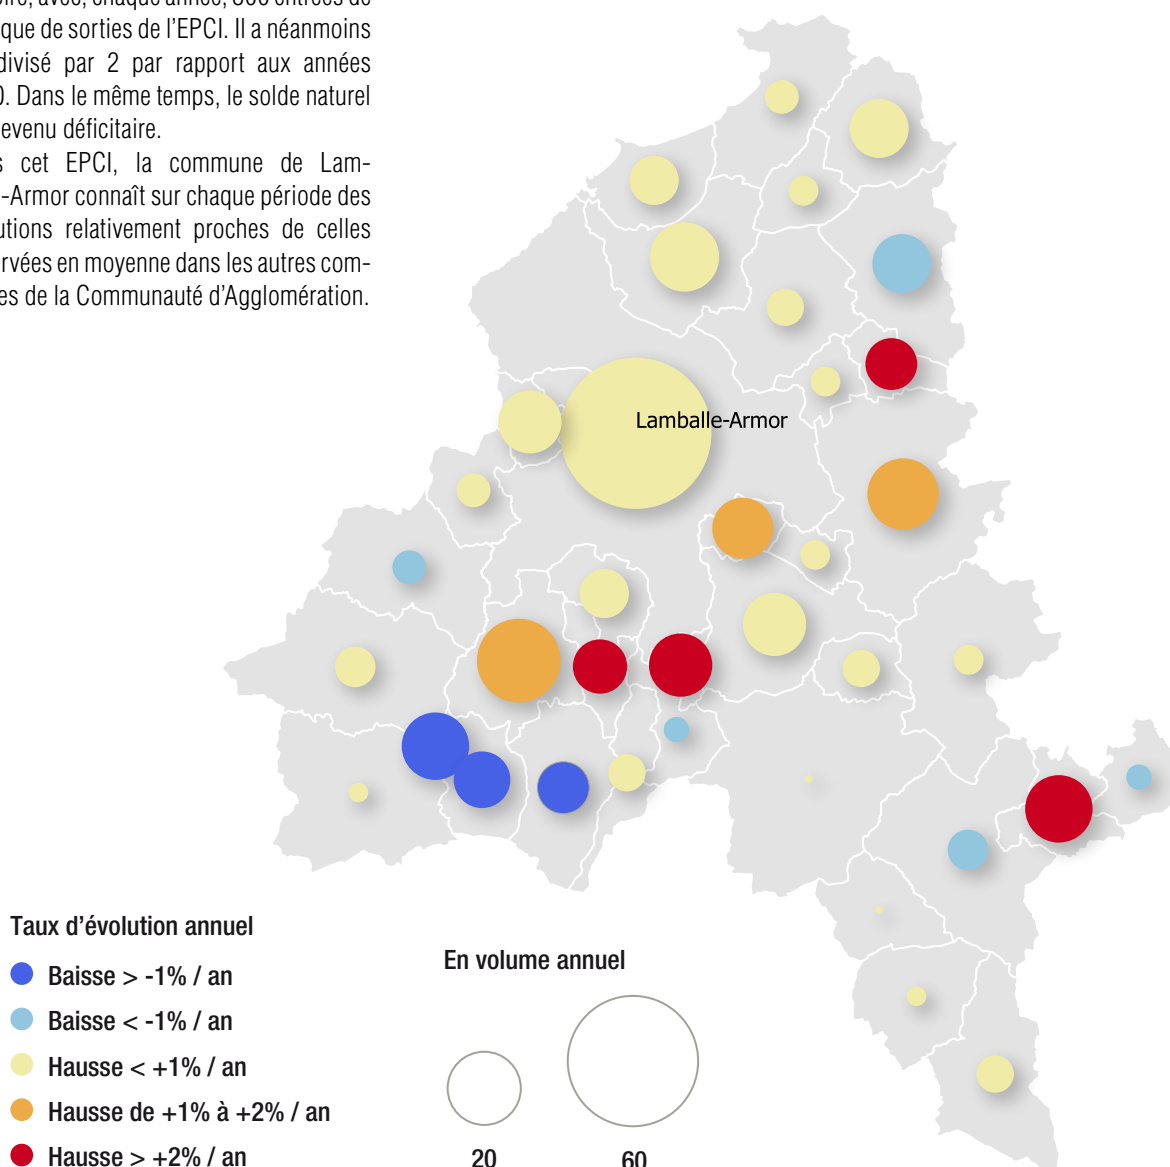 que de sorties de l’EPCI. Il a néanmoins
divisé par 2 par rapport aux années
. Dans le même temps, le solde naturel
evenu déficitaire.
cet EPCI, la commune de Lam-
-Armor connaît sur chaque période des
utions relativement proches de celles
rvées en moyenne dans les autres com-
es de la Communauté d’Agglomération.
Lamballe-Armor
Taux d’évolution annuel
Baisse > -1% / an
Baisse < -1% / an
Hausse < +1% / an
Hausse de +1% à +2% / an
Hausse > +2% / an
En volume annuel
20
60